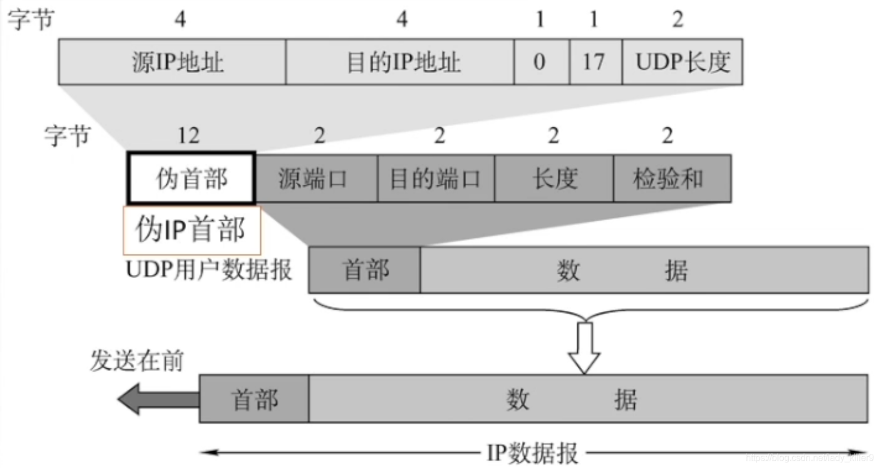 字节 4 4 1 1 2
源IP地址 目的IP地址 0 17 UDP长度
字节 12 2 2 2 2
伪首部 源端口 目的端口 长度 检验和
伪IP首部
UDP用户数据报 首部 数 据
发送在前
首部 数 据
IP数据报